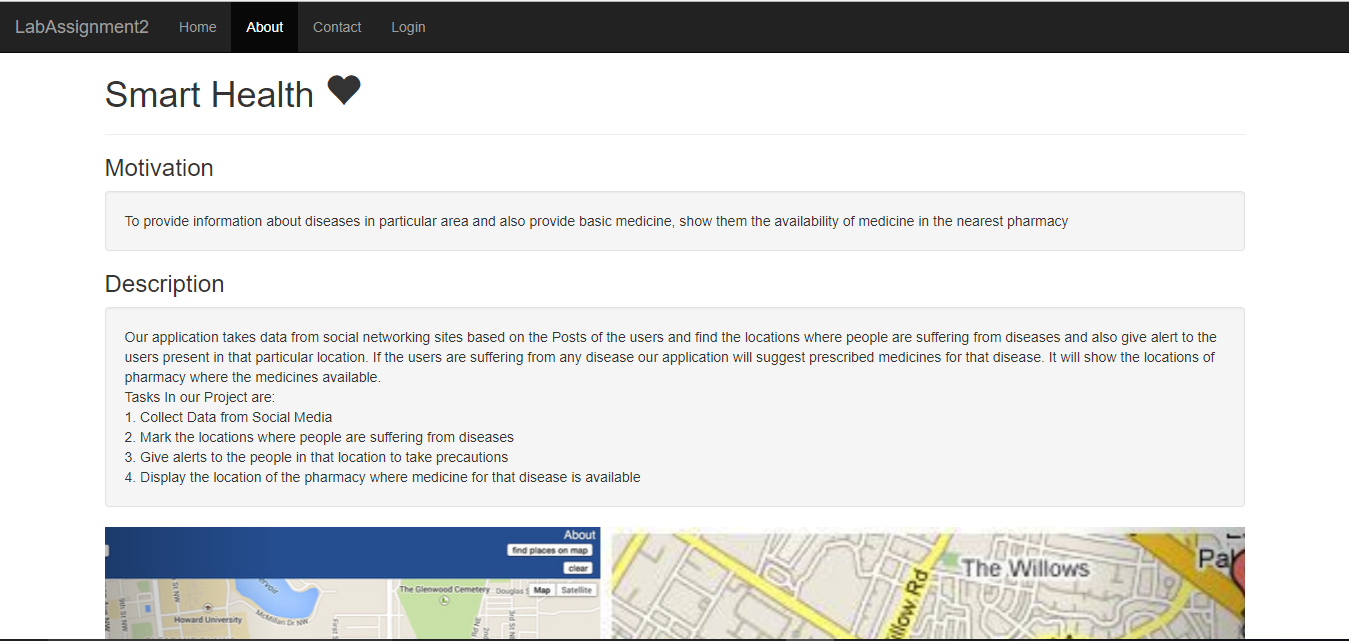 LabAssignment2 Home About Contact Login
Smart Health
Motivation
To provide information about diseases in particular area and also provide basic medicine, show them the availability of medicine in the nearest pharmacy
Description
Our application takes data from social networking sites based on the Posts of the users and find the locations where people are suffering from diseases and also give alert to the
users present in that particular location. If the users are suffering from any disease our application will suggest prescribed medicines for that disease. It will show the locations of
pharmacy where the medicines available.
Tasks In our Project are:
1. Collect Data from Social Media
2. Mark the locations where people are suffering from diseases
3. Give alerts to the people in that location to take precautions
4. Display the location of the pharmacy where medicine for that disease is available
About
find places on map
clear
The Glenwood Cemetery
Douglas S
Map Satellite
Howard University
McMillan Dr NW
The Willows
Willow Rd
Pa